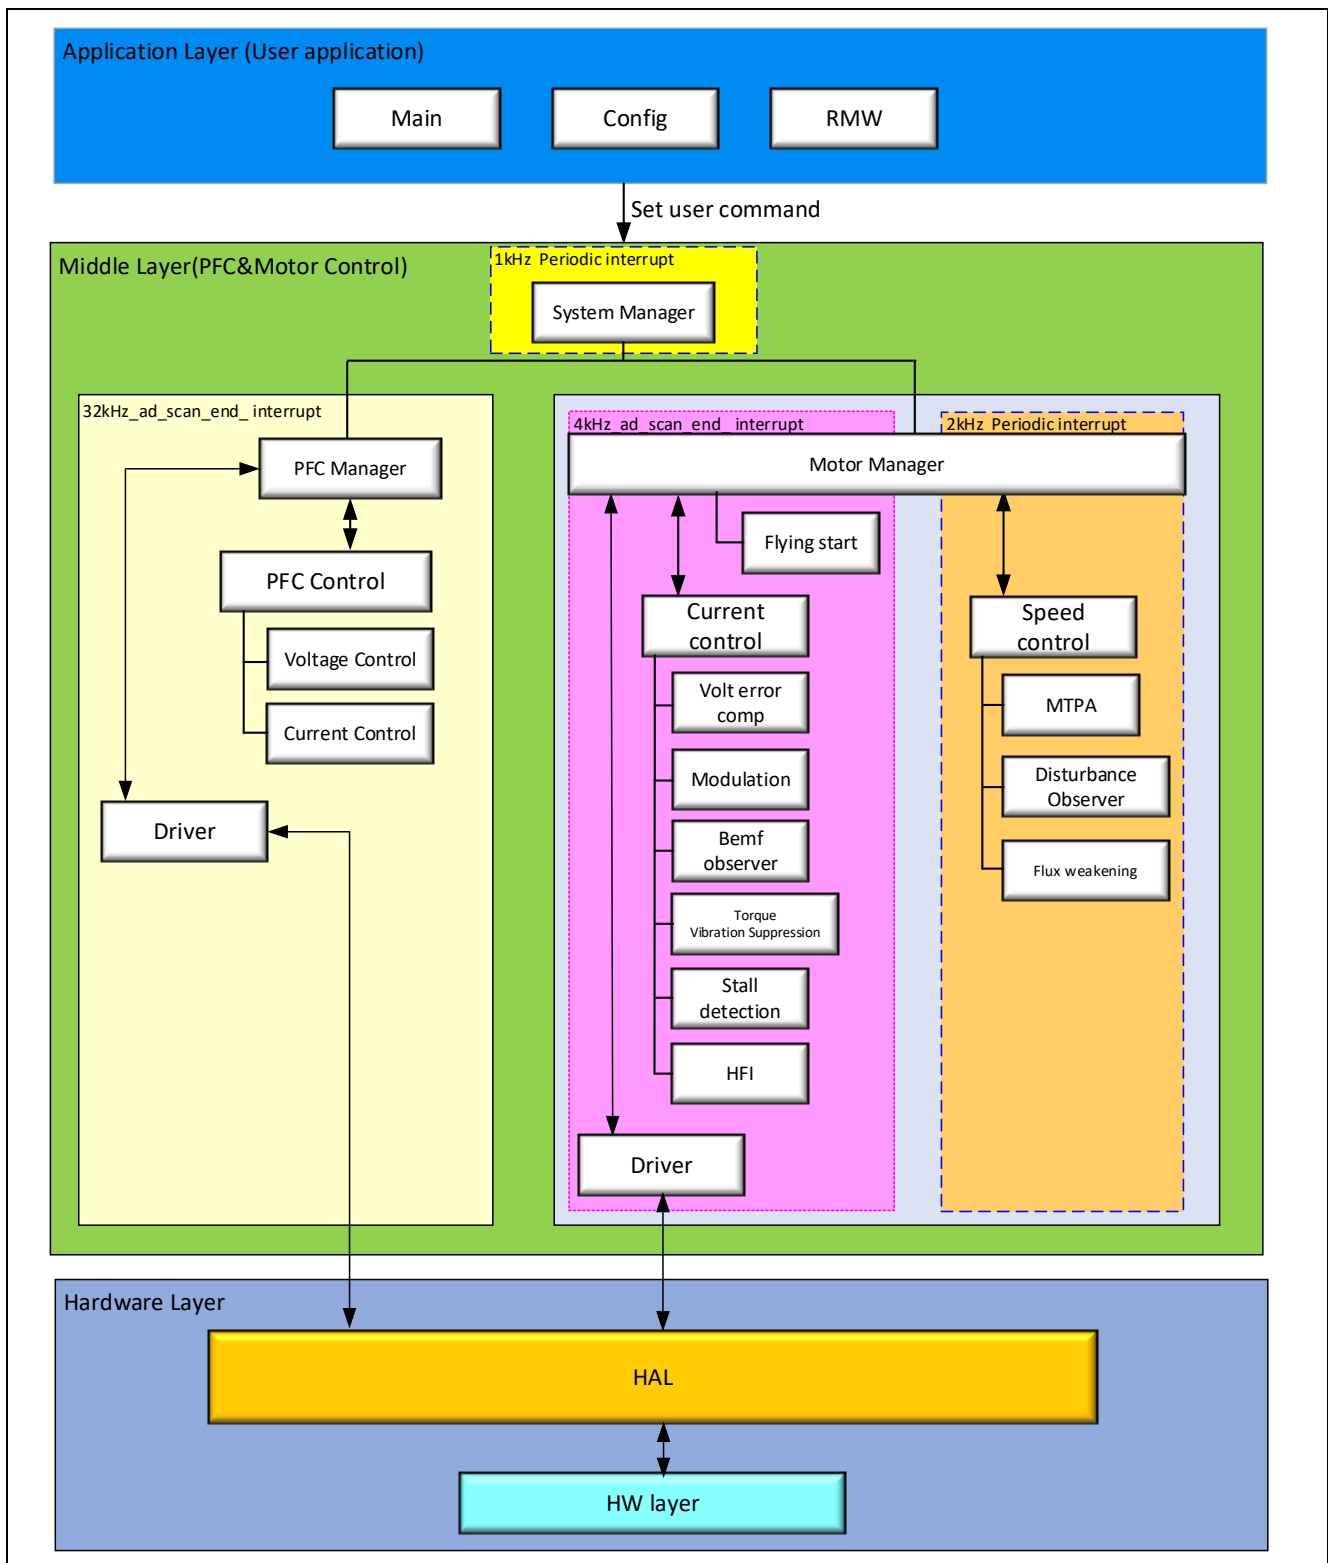 Application Layer (User application)
Main
Config
RMW
Set user command
Middle Layer(PFC&Motor Control)
1kHz Periodic interrupt
System Manager
32kHz_ad_scan_end_ interrupt
PFC Manager
PFC Control
Voltage Control
Current Control
Driver
4kHz_ad_scan_end_ interrupt
2kHz Periodic interrupt
Motor Manager
Flying start
Current
control
Volt error
comp
Modulation
Bemf
observer
Torque
Vibration Suppression
Stall
detection
HFI
Driver
Speed
control
MTPA
Disturbance
Observer
Flux weakening
Hardware Layer
HAL
HW layer